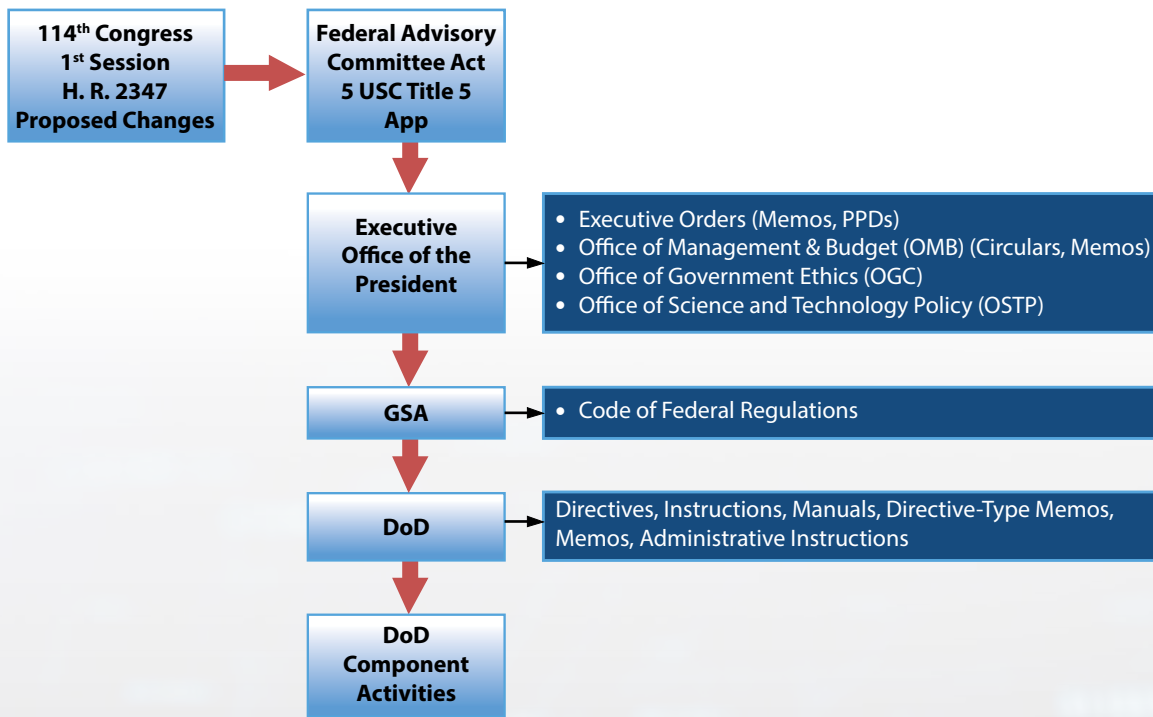 114th Congress
1st Session
H. R. 2347
Proposed Changes
Federal Advisory
Committee Act
5 USC Title 5
App
Executive
Office of the
President
• Executive Orders (Memos, PPDs)
• Office of Management & Budget (OMB) (Circulars, Memos)
• Office of Government Ethics (OGC)
• Office of Science and Technology Policy (OSTP)
GSA
• Code of Federal Regulations
DoD
Directives, Instructions, Manuals, Directive-Type Memos,
Memos, Administrative Instructions
DoD
Component
Activities